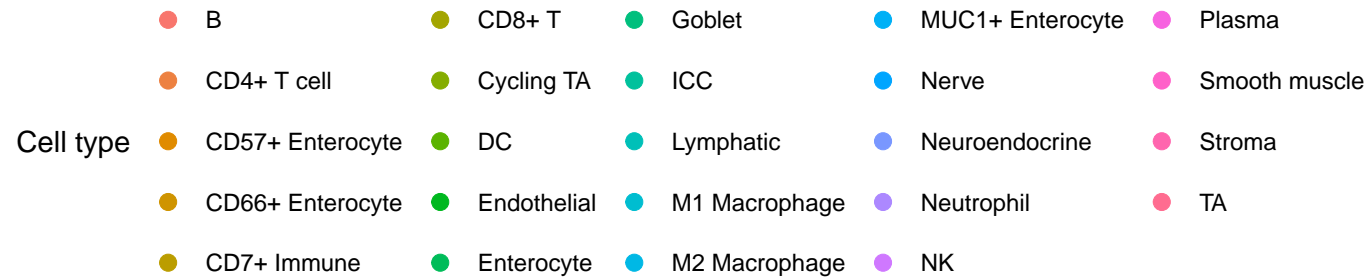 B CD8+ T Goblet MUC1+ Enterocyte Plasma
CD4+ T cell Cycling TA ICC Nerve Smooth muscle
Cell type CD57+ Enterocyte DC Lymphatic Neuroendocrine Stroma
CD66+ Enterocyte Endothelial M1 Macrophage Neutrophil TA
CD7+ Immune Enterocyte M2 Macrophage NK